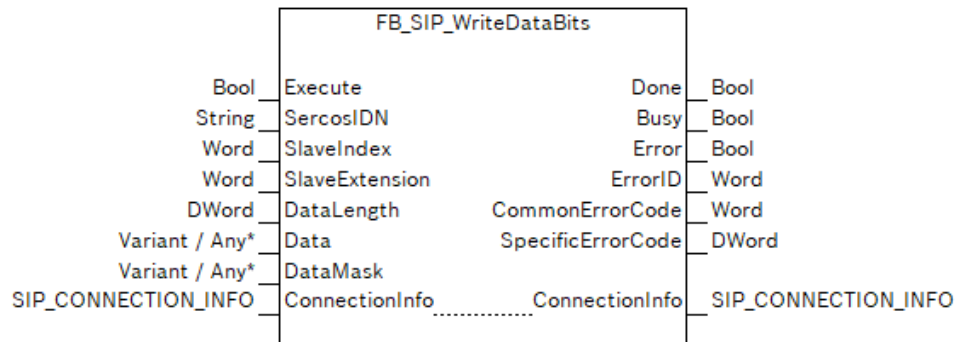 FB_SIP_WriteDataBits
Bool Execute Done Bool
String SercosIDN Busy Bool
Word SlaveIndex Error Bool
Word SlaveExtension ErrorID Word
DWord DataLength CommonErrorCode Word
Variant / Any* Data SpecificErrorCode DWord
Variant / Any* DataMask
SIP_CONNECTION_INFO ConnectionInfo ConnectionInfo SIP_CONNECTION_INFO